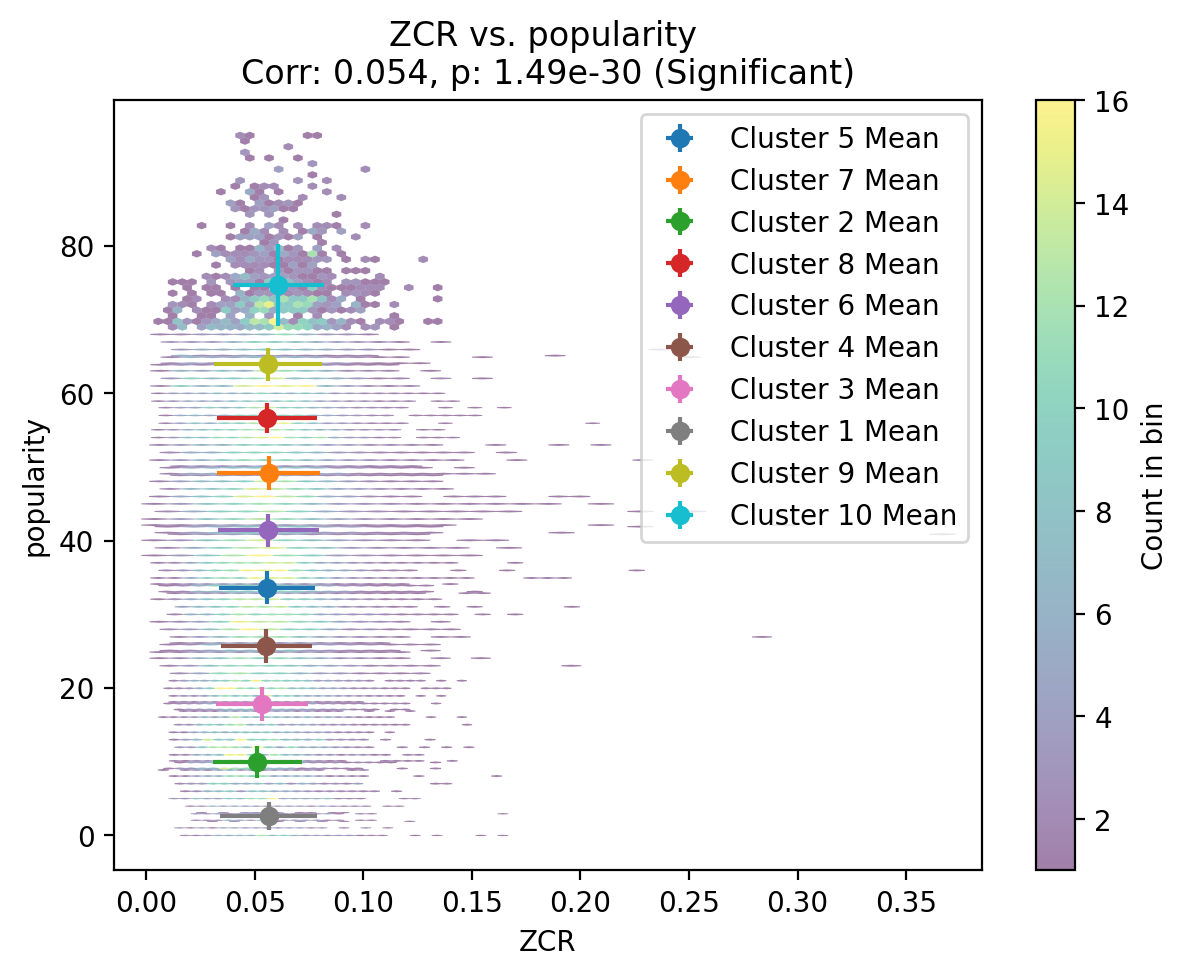 ZCR vs. popularity
Corr: 0.054, p: 1.49e-30 (Significant)
popularity
80
60
40
20
0
0.00 0.05 0.10 0.15 0.20 0.25 0.30 0.35
ZCR
Cluster 5 Mean
Cluster 7 Mean
Cluster 2 Mean
Cluster 8 Mean
Cluster 6 Mean
Cluster 4 Mean
Cluster 3 Mean
Cluster 1 Mean
Cluster 9 Mean
Cluster 10 Mean
16
14
12
10
8
6
4
2
Count in bin